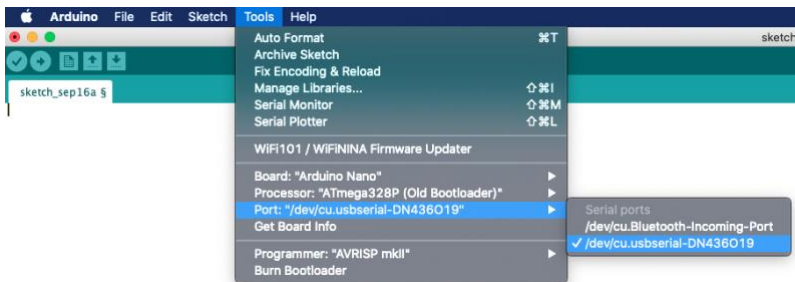 Arduino File Edit Sketch Tools Help
sketch
sketch_sep16a §
Auto Format ⌘T
Archive Sketch
Fix Encoding & Reload
Manage Libraries... ⇧⌘I
Serial Monitor ⇧⌘M
Serial Plotter ⇧⌘L
WiFi101 / WiFiNINA Firmware Updater
Board: "Arduino Nano"
Processor: "ATmega328P (Old Bootloader)"
Port: "/dev/cu.usbserial-DN436O19"
Get Board Info
Programmer: "AVRISP mkII"
Burn Bootloader
Serial ports
/dev/cu.Bluetooth-Incoming-Port
✓ /dev/cu.usbserial-DN436O19